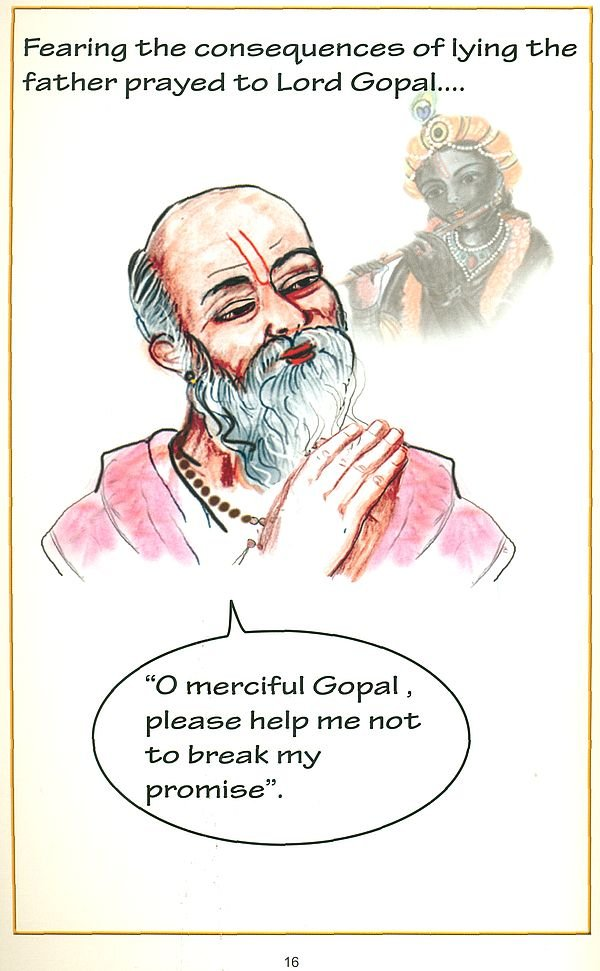 Fearing the consequences of lying the
father prayed to Lord Gopal....
“O merciful Gopal ,
please help me not
to break my
promise”.
16